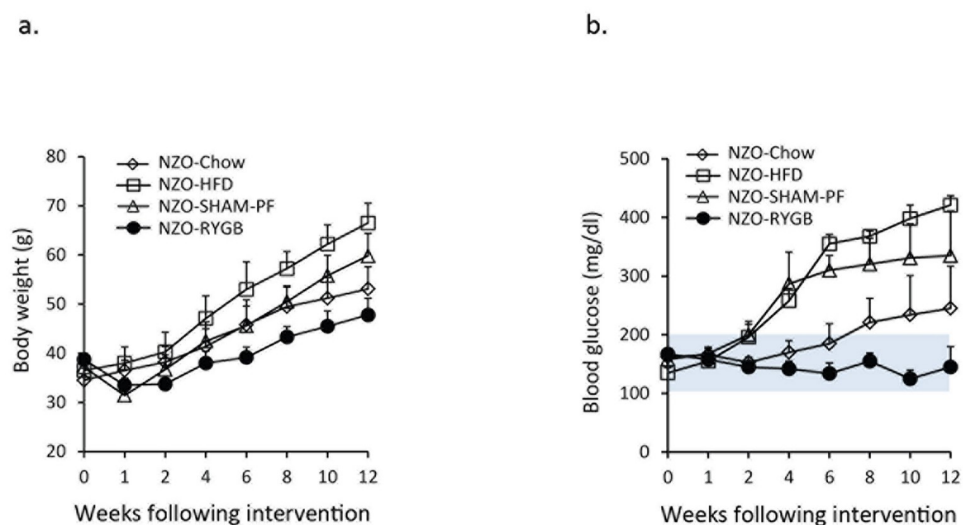 a.
NZO-Chow
NZO-HFD
NZO-SHAM-PF
NZO-RYGB
Body weight (g)
80
70
60
50
40
30
20
0 1 2 4 6 8 10 12
Weeks following intervention
b.
NZO-Chow
NZO-HFD
NZO-SHAM-PF
NZO-RYGB
Blood glucose (mg/dl)
500
400
300
200
100
0
0 1 2 4 6 8 10 12
Weeks following intervention